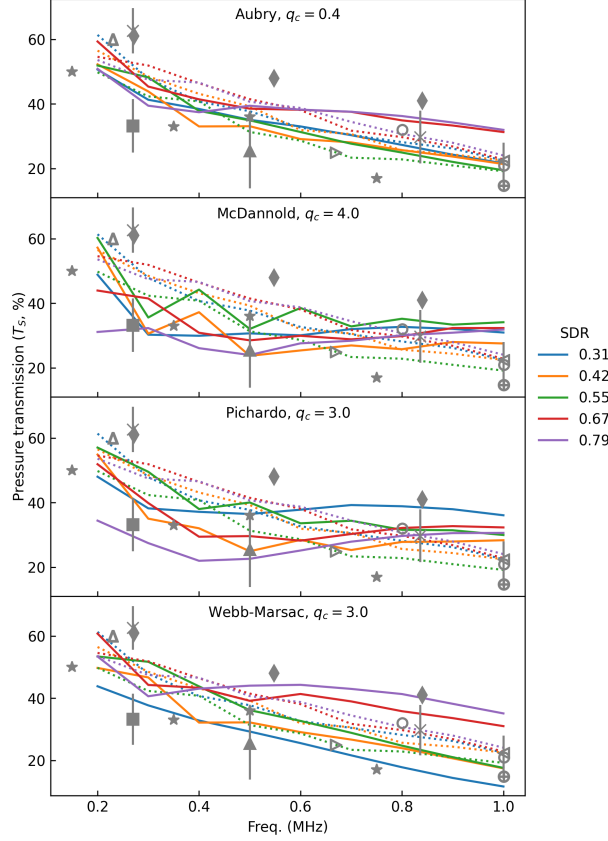 Aubry, q_c = 0.4
60
40
20
McDannold, q_c = 4.0
60
40
20
Pichardo, q_c = 3.0
60
40
20
Webb-Marsac, q_c = 3.0
60
40
20
0.2 0.4 0.6 0.8 1.0
Freq. (MHz)
Pressure transmission (T_S, %)
SDR
0.31
0.42
0.55
0.67
0.79